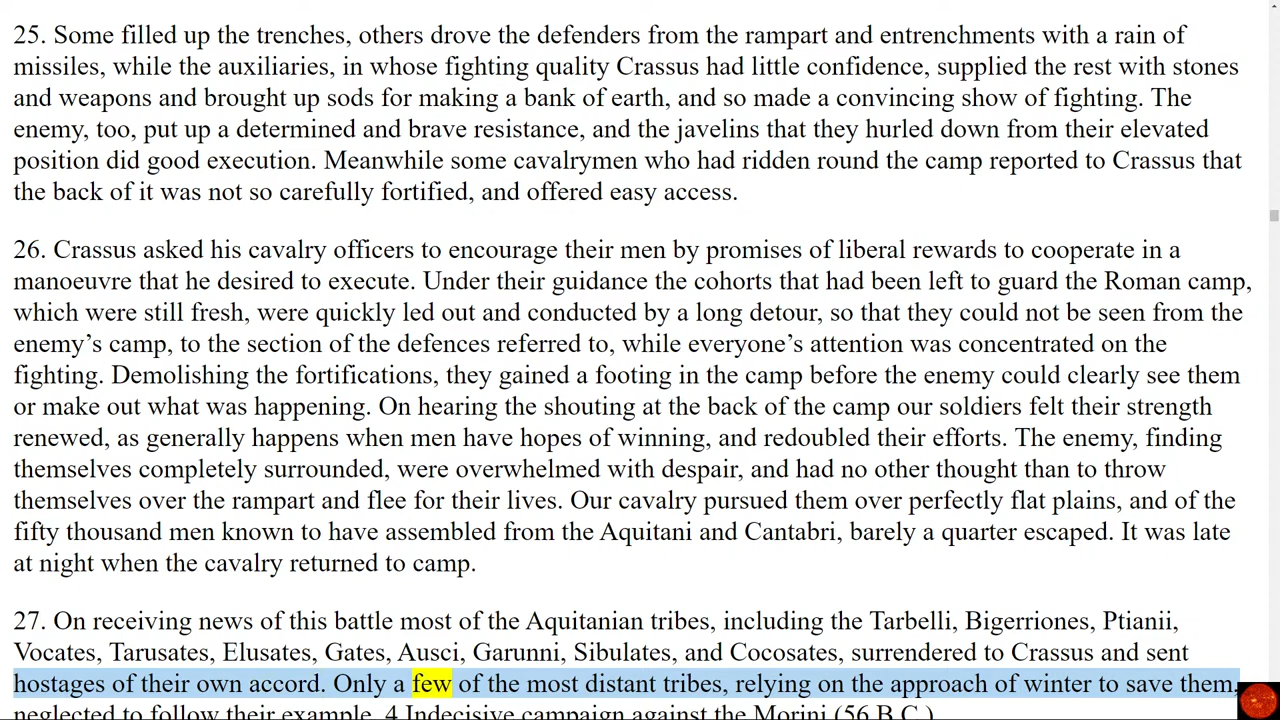 25. Some filled up the trenches, others drove the defenders from the rampart and entrenchments with a rain of
missiles, while the auxiliaries, in whose fighting quality Crassus had little confidence, supplied the rest with stones
and weapons and brought up sods for making a bank of earth, and so made a convincing show of fighting. The
enemy, too, put up a determined and brave resistance, and the javelins that they hurled down from their elevated
position did good execution. Meanwhile some cavalrymen who had ridden round the camp reported to Crassus that
the back of it was not so carefully fortified, and offered easy access.
26. Crassus asked his cavalry officers to encourage their men by promises of liberal rewards to cooperate in a
manoeuvre that he desired to execute. Under their guidance the cohorts that had been left to guard the Roman camp,
which were still fresh, were quickly led out and conducted by a long detour, so that they could not be seen from the
enemy’s camp, to the section of the defences referred to, while everyone’s attention was concentrated on the
fighting. Demolishing the fortifications, they gained a footing in the camp before the enemy could clearly see them
or make out what was happening. On hearing the shouting at the back of the camp our soldiers felt their strength
renewed, as generally happens when men have hopes of winning, and redoubled their efforts. The enemy, finding
themselves completely surrounded, were overwhelmed with despair, and had no other thought than to throw
themselves over the rampart and flee for their lives. Our cavalry pursued them over perfectly flat plains, and of the
fifty thousand men known to have assembled from the Aquitani and Cantabri, barely a quarter escaped. It was late
at night when the cavalry returned to camp.
27. On receiving news of this battle most of the Aquitanian tribes, including the Tarbelli, Bigerriones, Ptianii,
Vocates, Tarusates, Elusates, Gates, Ausci, Garunni, Sibulates, and Cocosates, surrendered to Crassus and sent
hostages of their own accord. Only a few of the most distant tribes, relying on the approach of winter to save them,
neglected to follow their example. 4 Indecisive campaign against the Morini (56 B.C.)